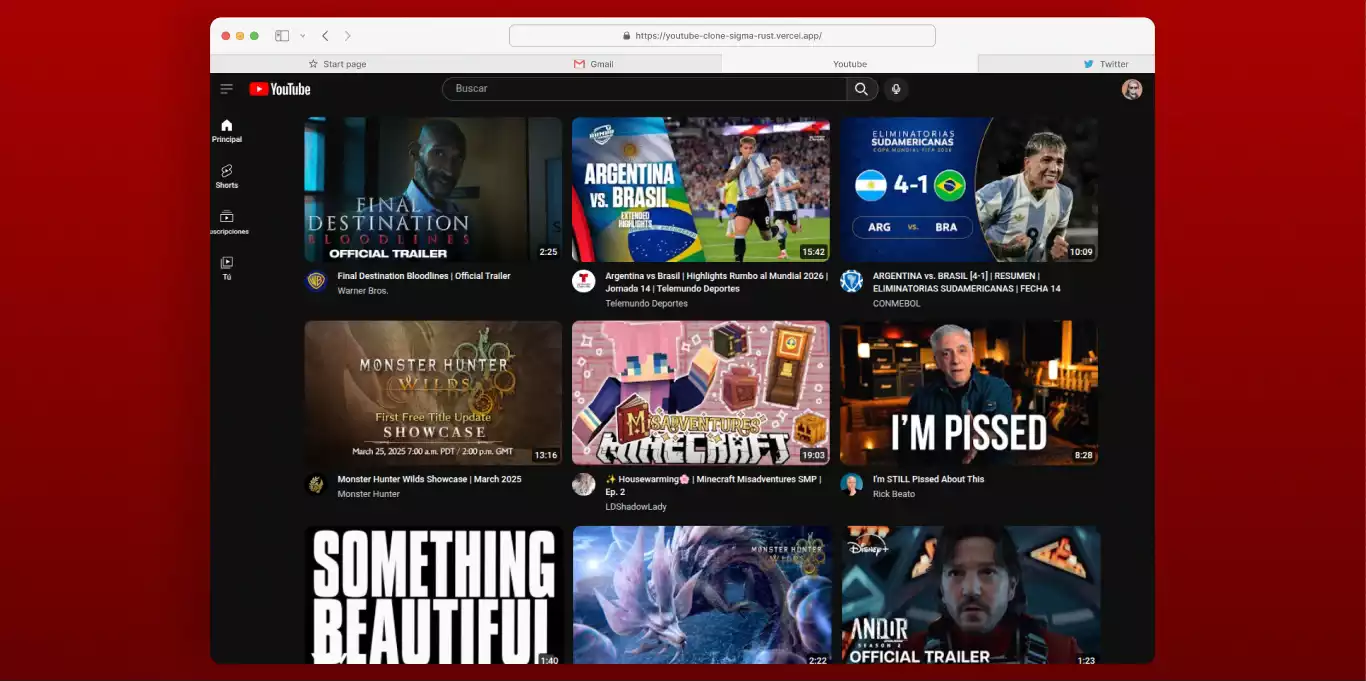 https://youtube-clone-sigma-rust.vercel.app/
Start page
Gmail
Youtube
Twitter
YouTube
Buscar
Principal
Shorts
uscripciones
Tú
FINAL
DESTINATION
BLOODLINES
OFFICIAL TRAILER
2:25
Final Destination Bloodlines | Official Trailer
Warner Bros.
ARGENTINA
VS. BRASIL
EXTENDED
HIGHLIGHTS
15:42
Argentina vs Brasil | Highlights Rumbo al Mundial 2026 |
Jornada 14 | Telemundo Deportes
Telemundo Deportes
ELIMINATORIAS
SUDAMERICANAS
COPA MUNDIAL FIFA 2026
4-1
ARG VS. BRA
10:09
ARGENTINA vs. BRASIL [4-1] | RESUMEN |
ELIMINATORIAS SUDAMERICANAS | FECHA 14
CONMEBOL
MONSTER HUNTER
WILDS
First Free Title Update
SHOWCASE
March 25, 2025 7:00 a.m. PDT / 2:00 p.m. GMT
13:16
Monster Hunter Wilds Showcase | March 2025
Monster Hunter
MISADVENTURES
MINECRAFT
19:03
✨ Housewarming🌸 | Minecraft Misadventures SMP |
Ep. 2
LDShadowLady
I'M PISSED
8:28
I'm STILL Pissed About This
Rick Beato
SOMETHING
BEAUTIFUL
1:40
MONSTER HUNTER
WILDS
2:22
Disney+
ANDOR
SEASON 2
OFFICIAL TRAILER
1:23